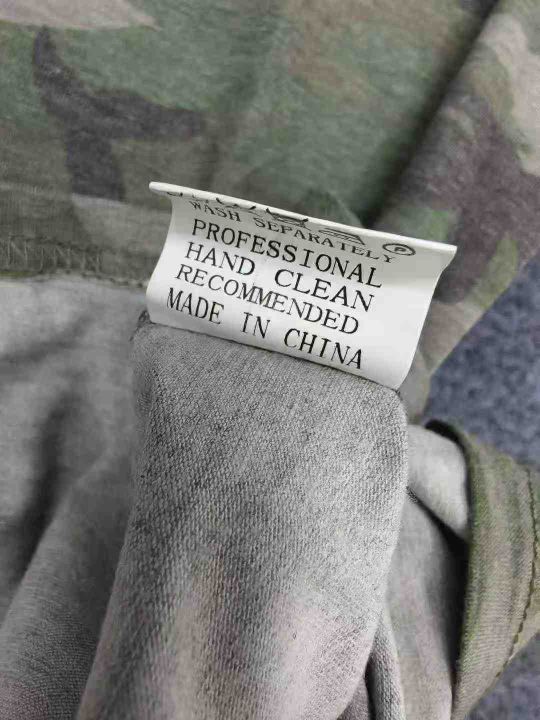 WASH SEPARATELY
PROFESSIONAL
HAND CLEAN
RECOMMENDED
MADE IN CHINA